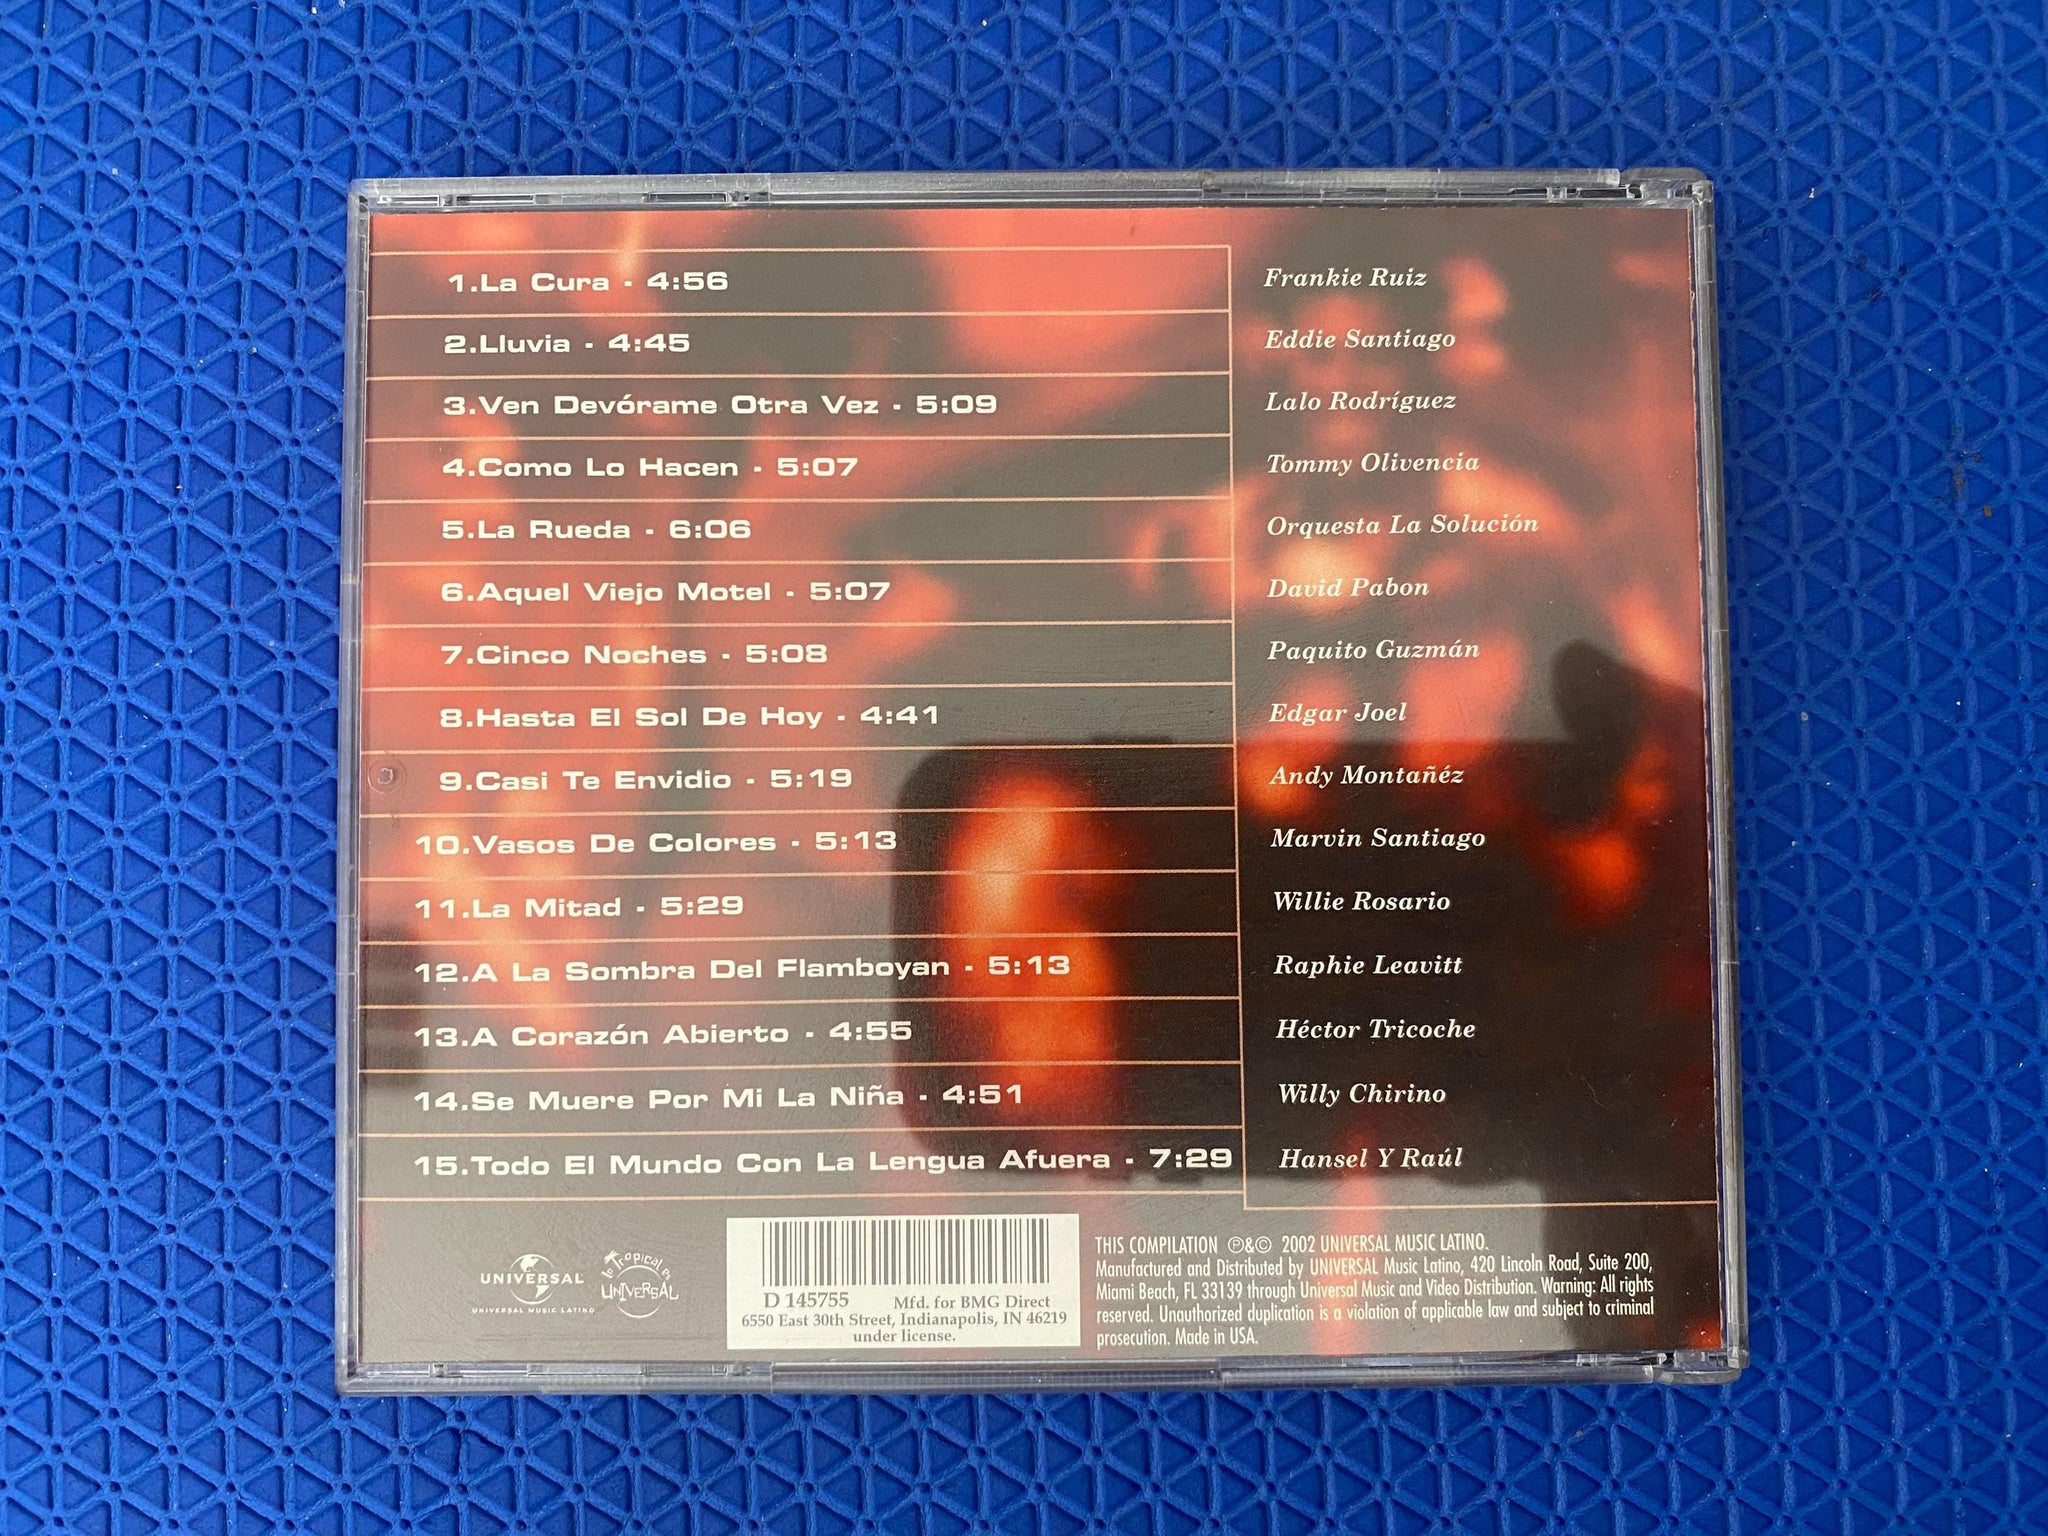 1.La Cura - 4:56 Frankie Ruiz
2.Lluvia - 4:45 Eddie Santiago
3.Ven Devórame Otra Vez - 5:09 Lalo Rodríguez
4.Como Lo Hacen - 5:07 Tommy Olivencia
5.La Rueda - 6:06 Orquesta La Solución
6.Aquel Viejo Motel - 5:07 David Pabon
7.Cinco Noches - 5:08 Paquito Guzmán
8.Hasta El Sol De Hoy - 4:41 Edgar Joel
9.Casi Te Envidio - 5:19 Andy Montañéz
10.Vasos De Colores - 5:13 Marvin Santiago
11.La Mitad - 5:29 Willie Rosario
12.A La Sombra Del Flamboyan - 5:13 Raphie Leavitt
13.A Corazón Abierto - 4:55 Héctor Tricoche
14.Se Muere Por Mi La Niña - 4:51 Willy Chirino
15.Todo El Mundo Con La Lengua Afuera - 7:29 Hansel Y Raúl
UNIVERSAL
UNIVERSAL MUSIC LATINO
lo Tropical es
UNIVERSAL
D 145755 Mfd. for BMG Direct
6550 East 30th Street, Indianapolis, IN 46219
under license.
THIS COMPILATION ℗&© 2002 UNIVERSAL MUSIC LATINO.
Manufactured and Distributed by UNIVERSAL Music Latino, 420 Lincoln Road, Suite 200,
Miami Beach, FL 33139 through Universal Music and Video Distribution. Warning: All rights
reserved. Unauthorized duplication is a violation of applicable law and subject to criminal
prosecution. Made in USA.